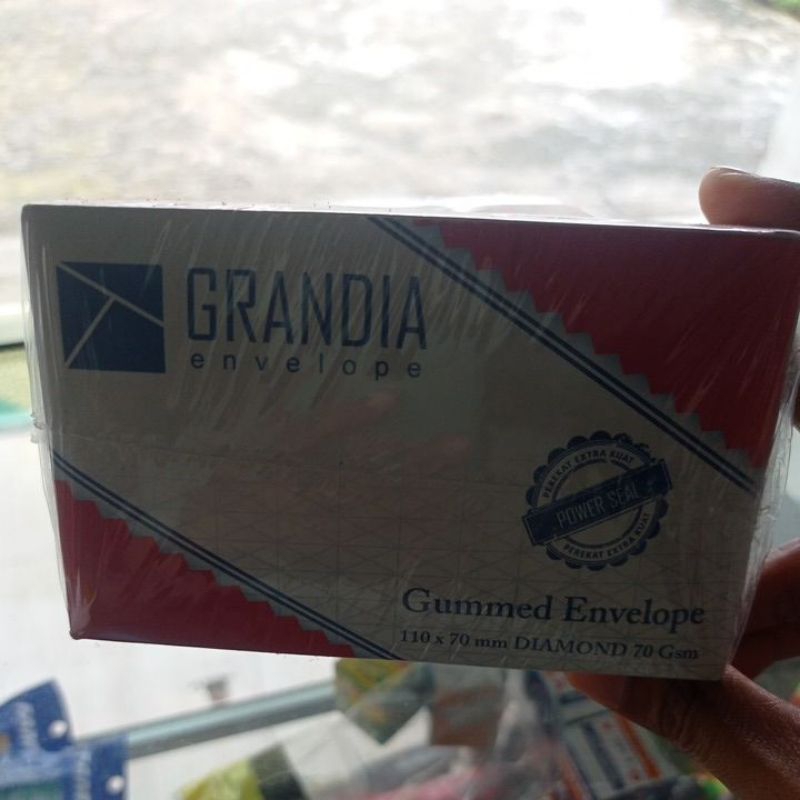 GRANDIA
envelope
PEREKAT EXTRA KUAT
POWER SEAL
PEREKAT EXTRA KUAT
Gummed Envelope
110 x 70 mm DIAMOND 70 Gsm